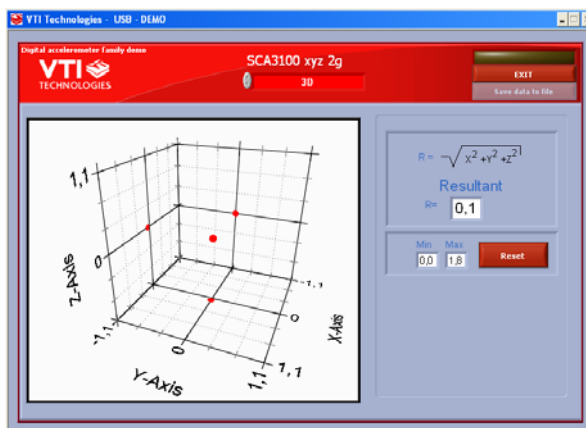 VTI Technologies - USB - DEMO
Digital accelerometer family demo
VTI
TECHNOLOGIES
SCA3100 xyz 2g
3D
EXIT
Save data to file
1,1
0
-1,1
Z-Axis
0
1,1
Y-Axis
-1,1
0
1,1
X-Axis
R = √X²+Y²+Z²
Resultant
R= 0,1
Min Max
0,0 1,8
Reset